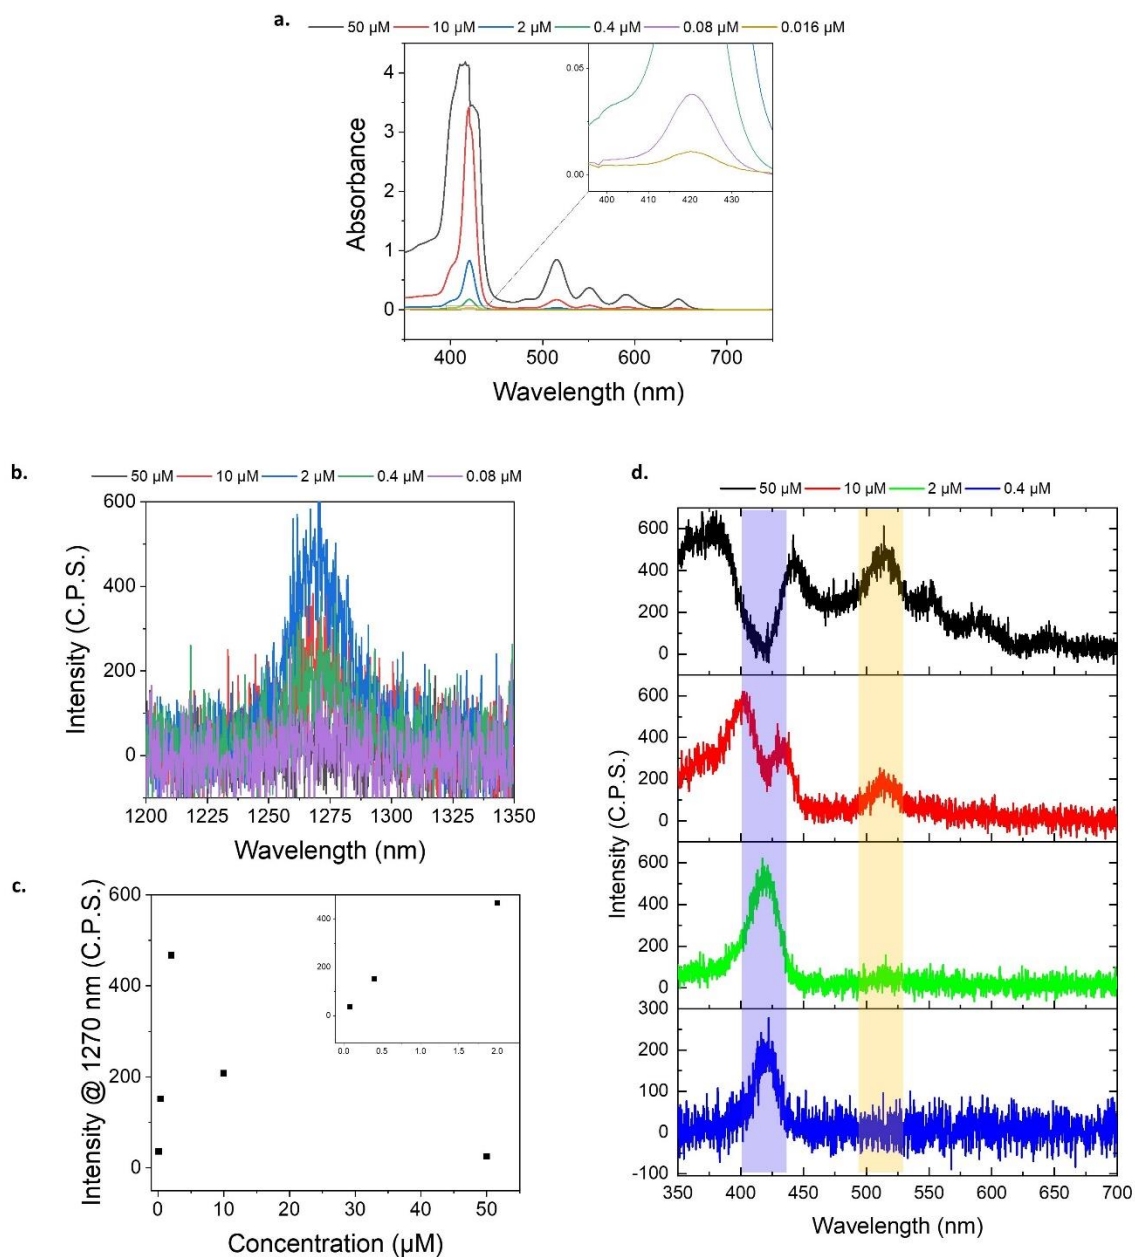 a.
50 µM 10 µM 2 µM 0.4 µM 0.08 µM 0.016 µM
Absorbance
4
3
2
1
0
0.05
0.00
400 410 420 430
400 500 600 700
Wavelength (nm)
b.
50 µM 10 µM 2 µM 0.4 µM 0.08 µM
Intensity (C.P.S.)
600
400
200
0
1200 1225 1250 1275 1300 1325 1350
Wavelength (nm)
c.
Intensity @ 1270 nm (C.P.S.)
600
400
200
0
400
200
0
0.0 0.5 1.0 1.5 2.0
0 10 20 30 40 50
Concentration (µM)
d.
50 µM 10 µM 2 µM 0.4 µM
Intensity (C.P.S.)
600
400
200
0
600
400
200
0
600
400
200
0
300
200
100
0
-100
350 400 450 500 550 600 650 700
Wavelength (nm)